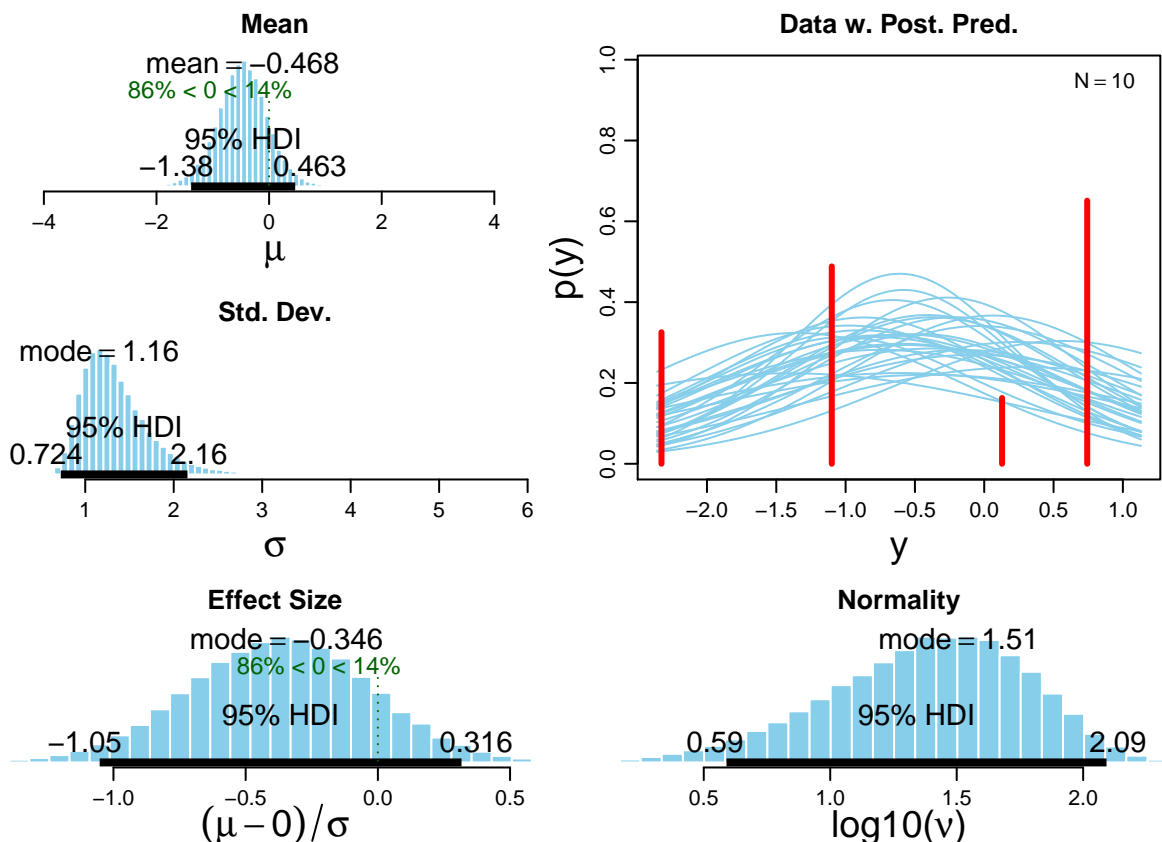 Mean
mean = −0.468
86% < 0 < 14%
95% HDI
−1.38 0.463
−4 −2 0 2 4
μ
Std. Dev.
mode = 1.16
95% HDI
0.724 2.16
1 2 3 4 5 6
σ
Effect Size
mode = −0.346
86% < 0 < 14%
95% HDI
−1.05 0.316
−1.0 −0.5 0.0 0.5
(μ − 0)/σ
Data w. Post. Pred.
N = 10
1.0
0.8
0.6
0.4
0.2
0.0
p(y)
−2.0 −1.5 −1.0 −0.5 0.0 0.5 1.0
y
Normality
mode = 1.51
95% HDI
0.59 2.09
0.5 1.0 1.5 2.0
log10(ν)